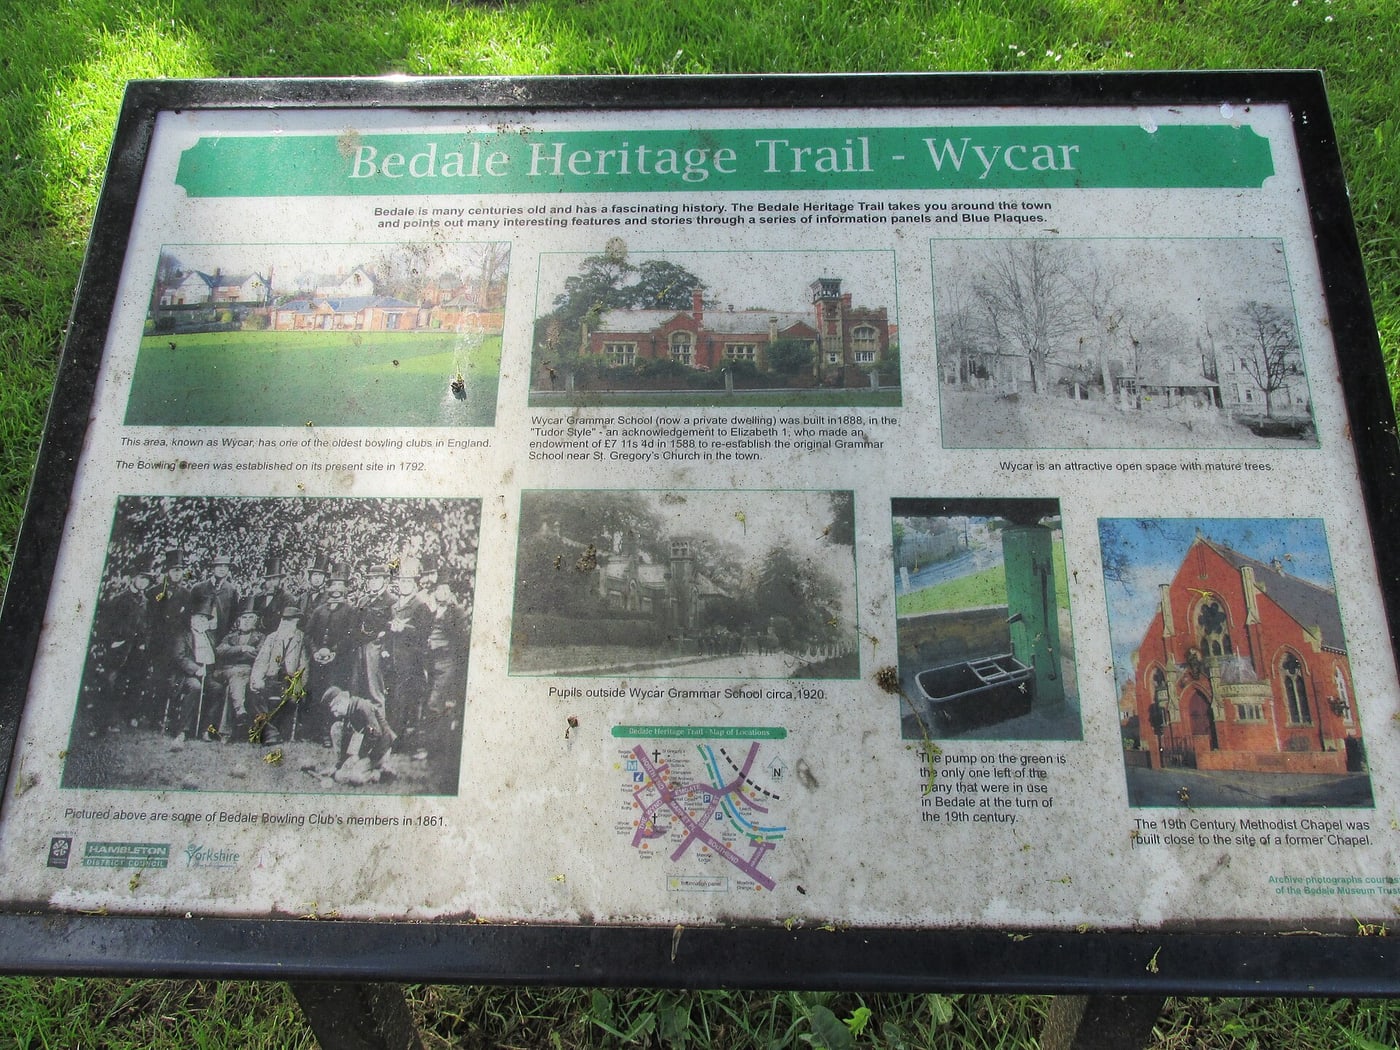 Bedale Heritage Trail - Wycar
Bedale is many centuries old and has a fascinating history. The Bedale Heritage Trail takes you around the town
and points out many interesting features and stories through a series of information panels and Blue Plaques.
This area, known as Wycar, has one of the oldest bowling clubs in England.
The Bowling Green was established on its present site in 1792.
Wycar Grammar School (now a private dwelling) was built in1888, in the
"Tudor Style" - an acknowledgement to Elizabeth 1, who made an
endowment of £7 11s 4d in 1588 to re-establish the original Grammar
School near St. Gregory's Church in the town.
Wycar is an attractive open space with mature trees.
Pictured above are some of Bedale Bowling Club's members in 1861.
Pupils outside Wycar Grammar School circa,1920.
The pump on the green is
the only one left of the
many that were in use
in Bedale at the turn of
the 19th century.
The 19th Century Methodist Chapel was
built close to the site of a former Chapel.
Bedale Heritage Trail - Map of Locations
N
Information panel
HAMBLETON
DISTRICT COUNCIL
Yorkshire
Archive photographs
of the Bedale Museum Trust